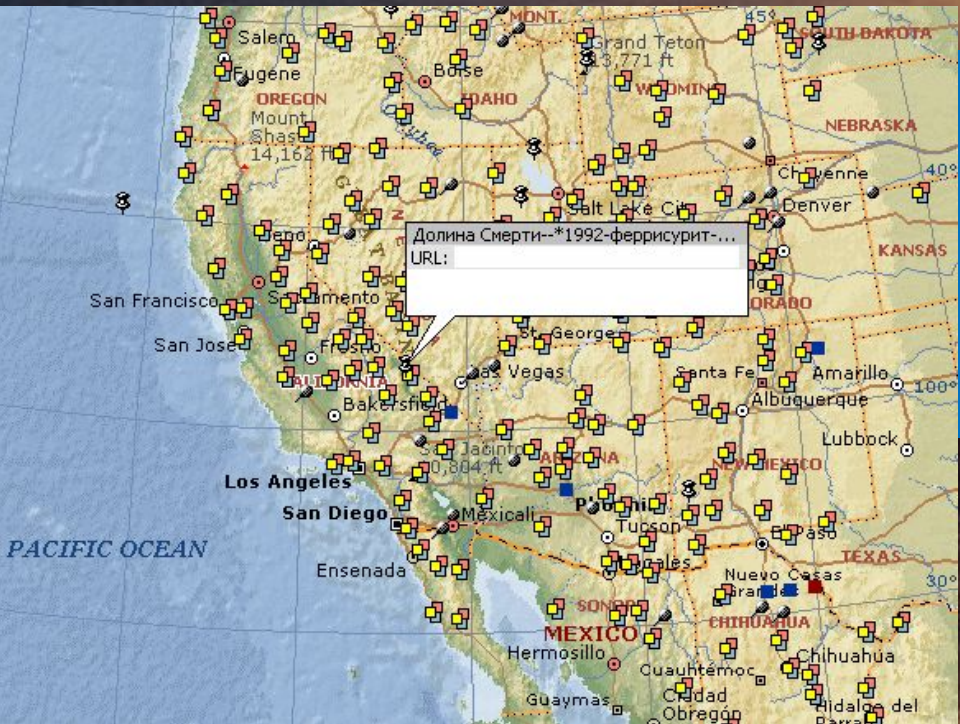 MONT.
45°
Salem
SOUTH DAKOTA
Grand Teton
13,771 ft
Eugene
Boise
WYOMING
OREGON
IDAHO
Mount
Shasta
14,162 ft
NEBRASKA
40°
Cheyenne
Salt Lake City
Denver
Долина Смерти--*1992-феррисурит-...
URL:
KANSAS
San Francisco
Sacramento
COLORADO
San Jose
Fresno
St. George
Las Vegas
Santa Fe
Amarillo
CALIFORNIA
100°
Bakersfield
Albuquerque
Lubbock
San Jacinto
10,804 ft
ARIZONA
NEW MEXICO
Los Angeles
Phoenix
San Diego
Mexicali
Tucson
El Paso
PACIFIC OCEAN
TEXAS
Ensenada
Nogales
Nuevo Casas
Grandes
30°
SONORA
CHIHUAHUA
MEXICO
Hermosillo
Chihuahua
Cuauhtémoc
Guaymas
Ciudad
Obregón
Hidalgo del
Parral